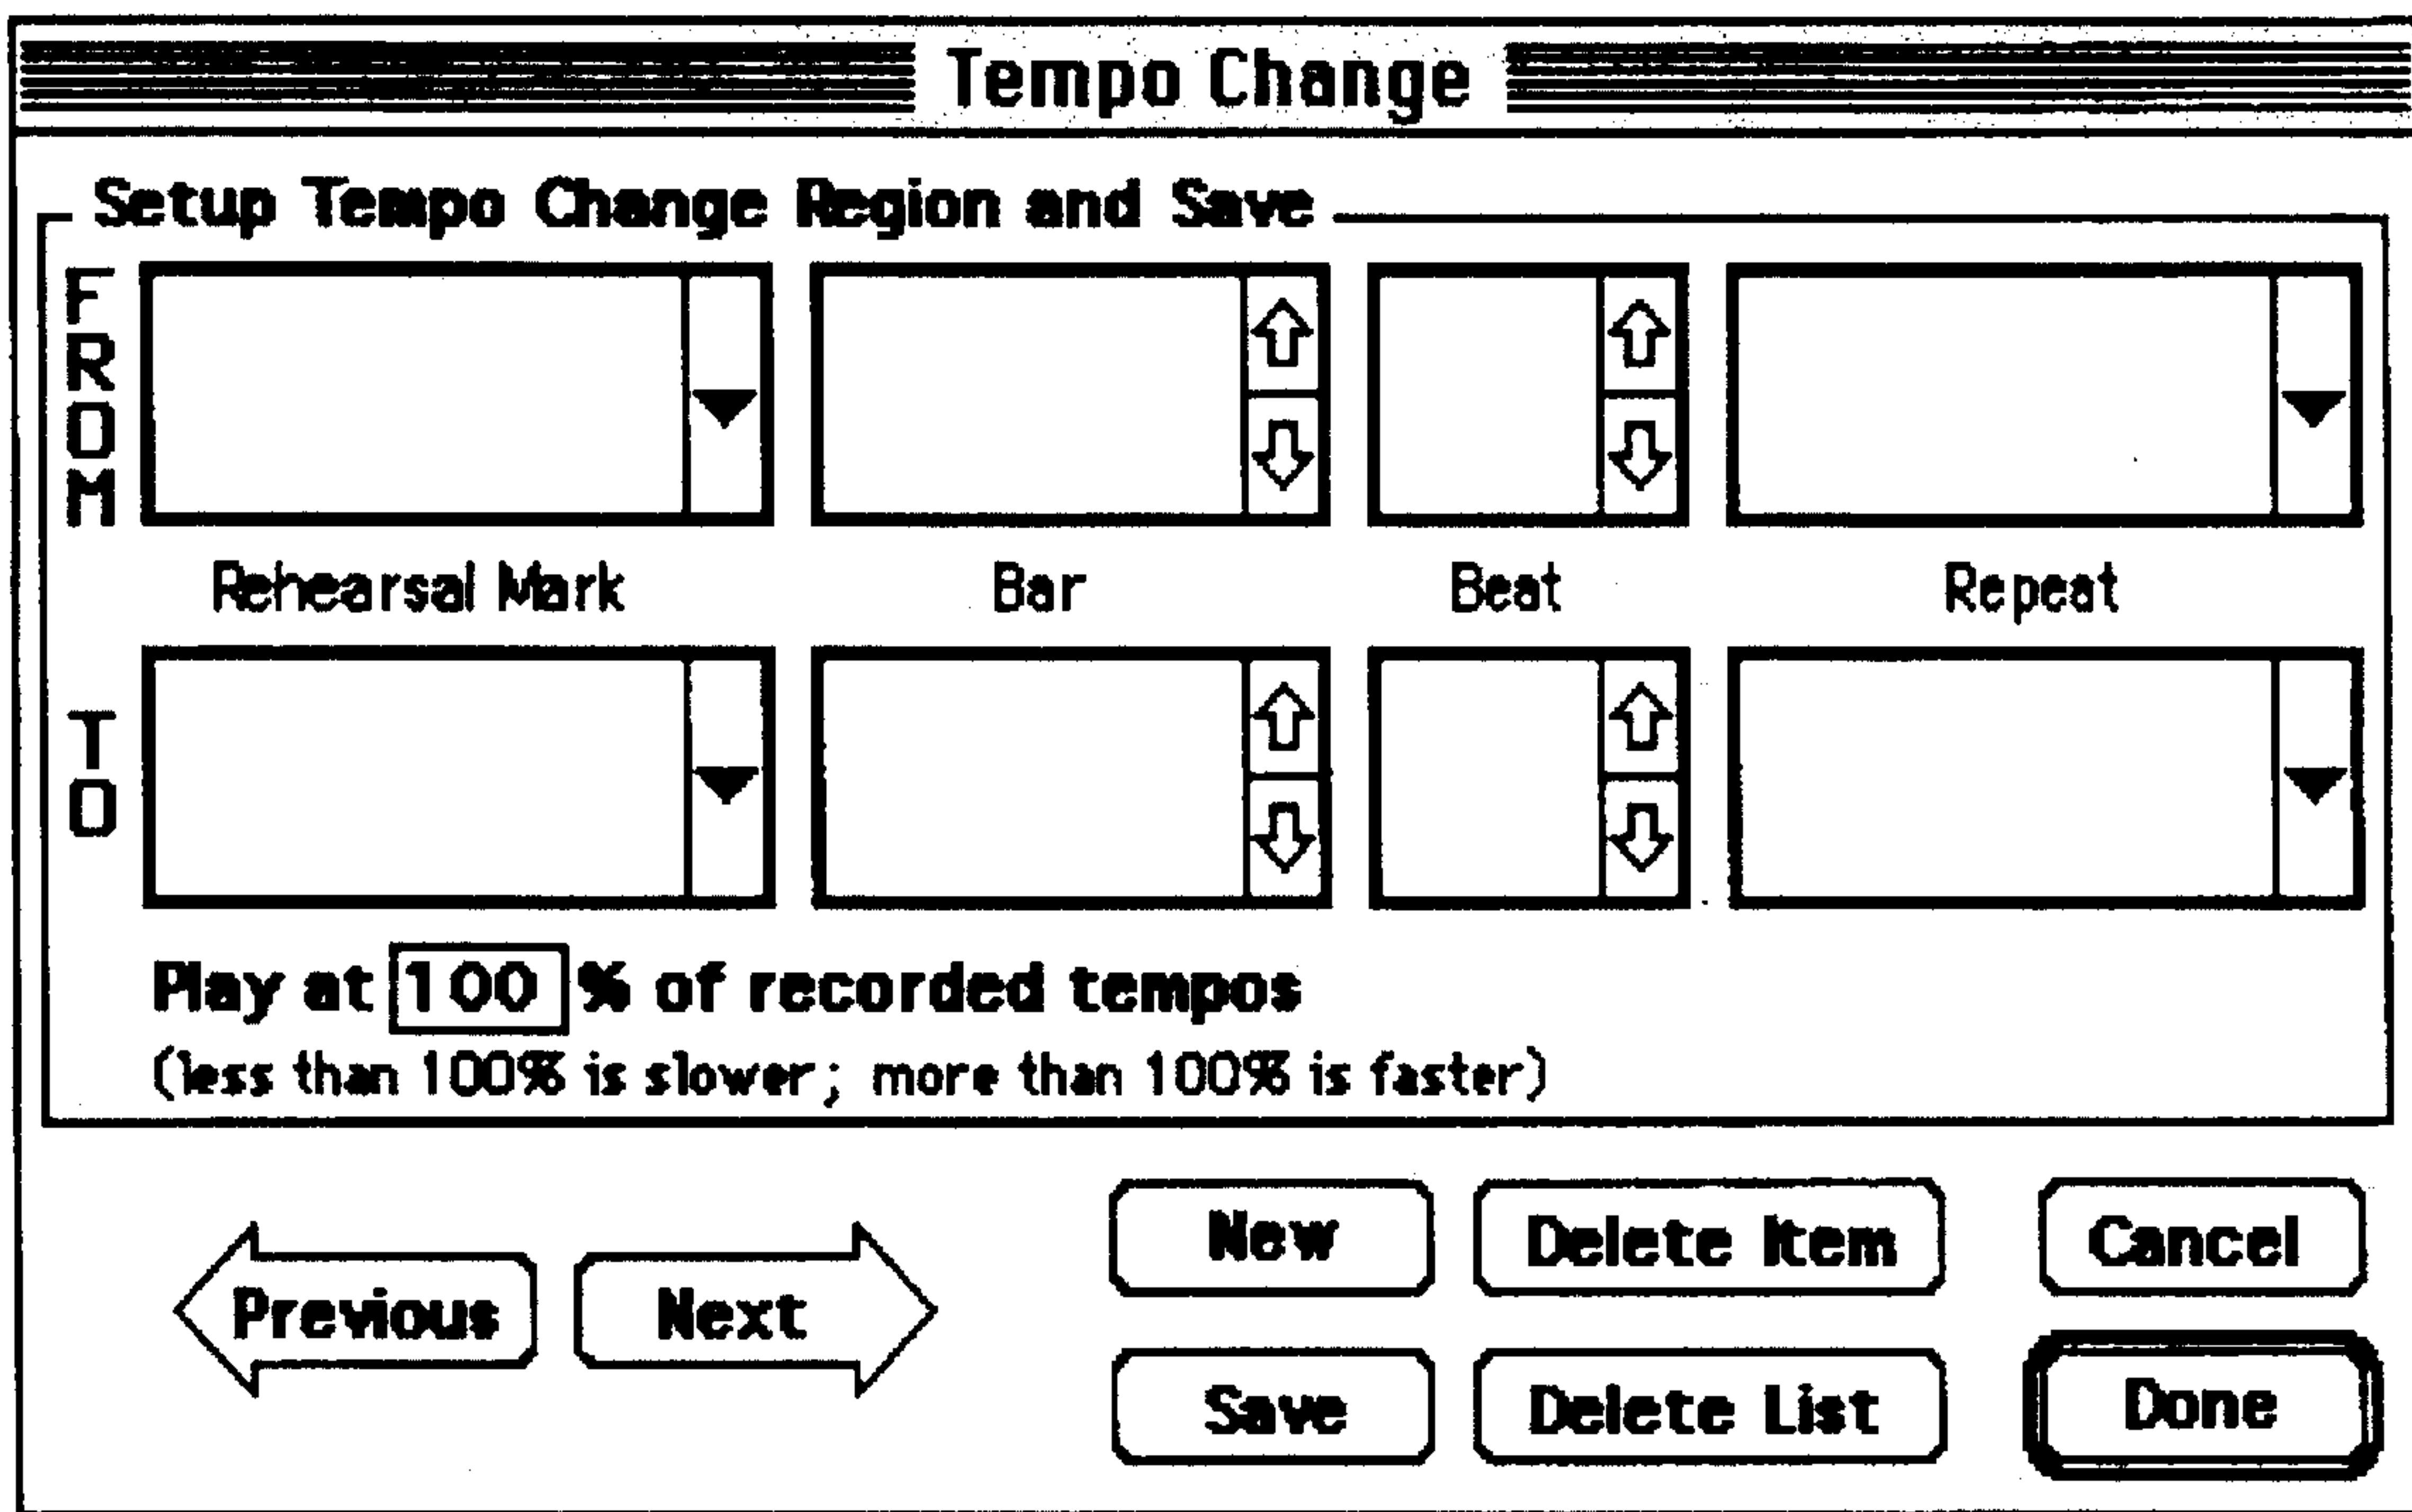 Tempo Change
Setup Tempo Change Region and Save
FROM
Rehearsal Mark Bar Beat Repeat
TO
Play at 100 % of recorded tempos
(less than 100% is slower; more than 100% is faster)
New Delete Item Cancel
Previous Next
Save Delete List Done